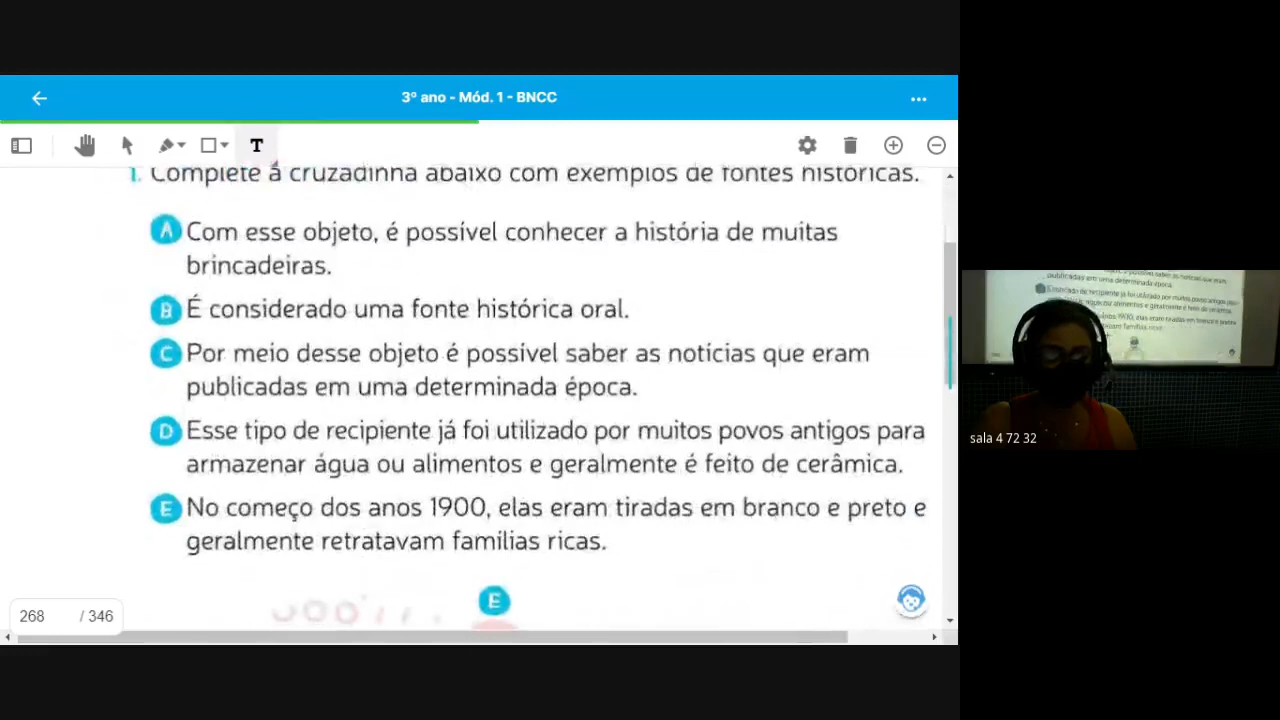 3º ano - Mód. 1 - BNCC
T
1. Complete a cruzadinha abaixo com exemplos de fontes históricas.
A Com esse objeto, é possível conhecer a história de muitas
brincadeiras.
B É considerado uma fonte histórica oral.
C Por meio desse objeto é possível saber as notícias que eram
publicadas em uma determinada época.
D Esse tipo de recipiente já foi utilizado por muitos povos antigos para
armazenar água ou alimentos e geralmente é feito de cerâmica.
E No começo dos anos 1900, elas eram tiradas em branco e preto e
geralmente retratavam famílias ricas.
E
268 / 346
sala 4 72 32